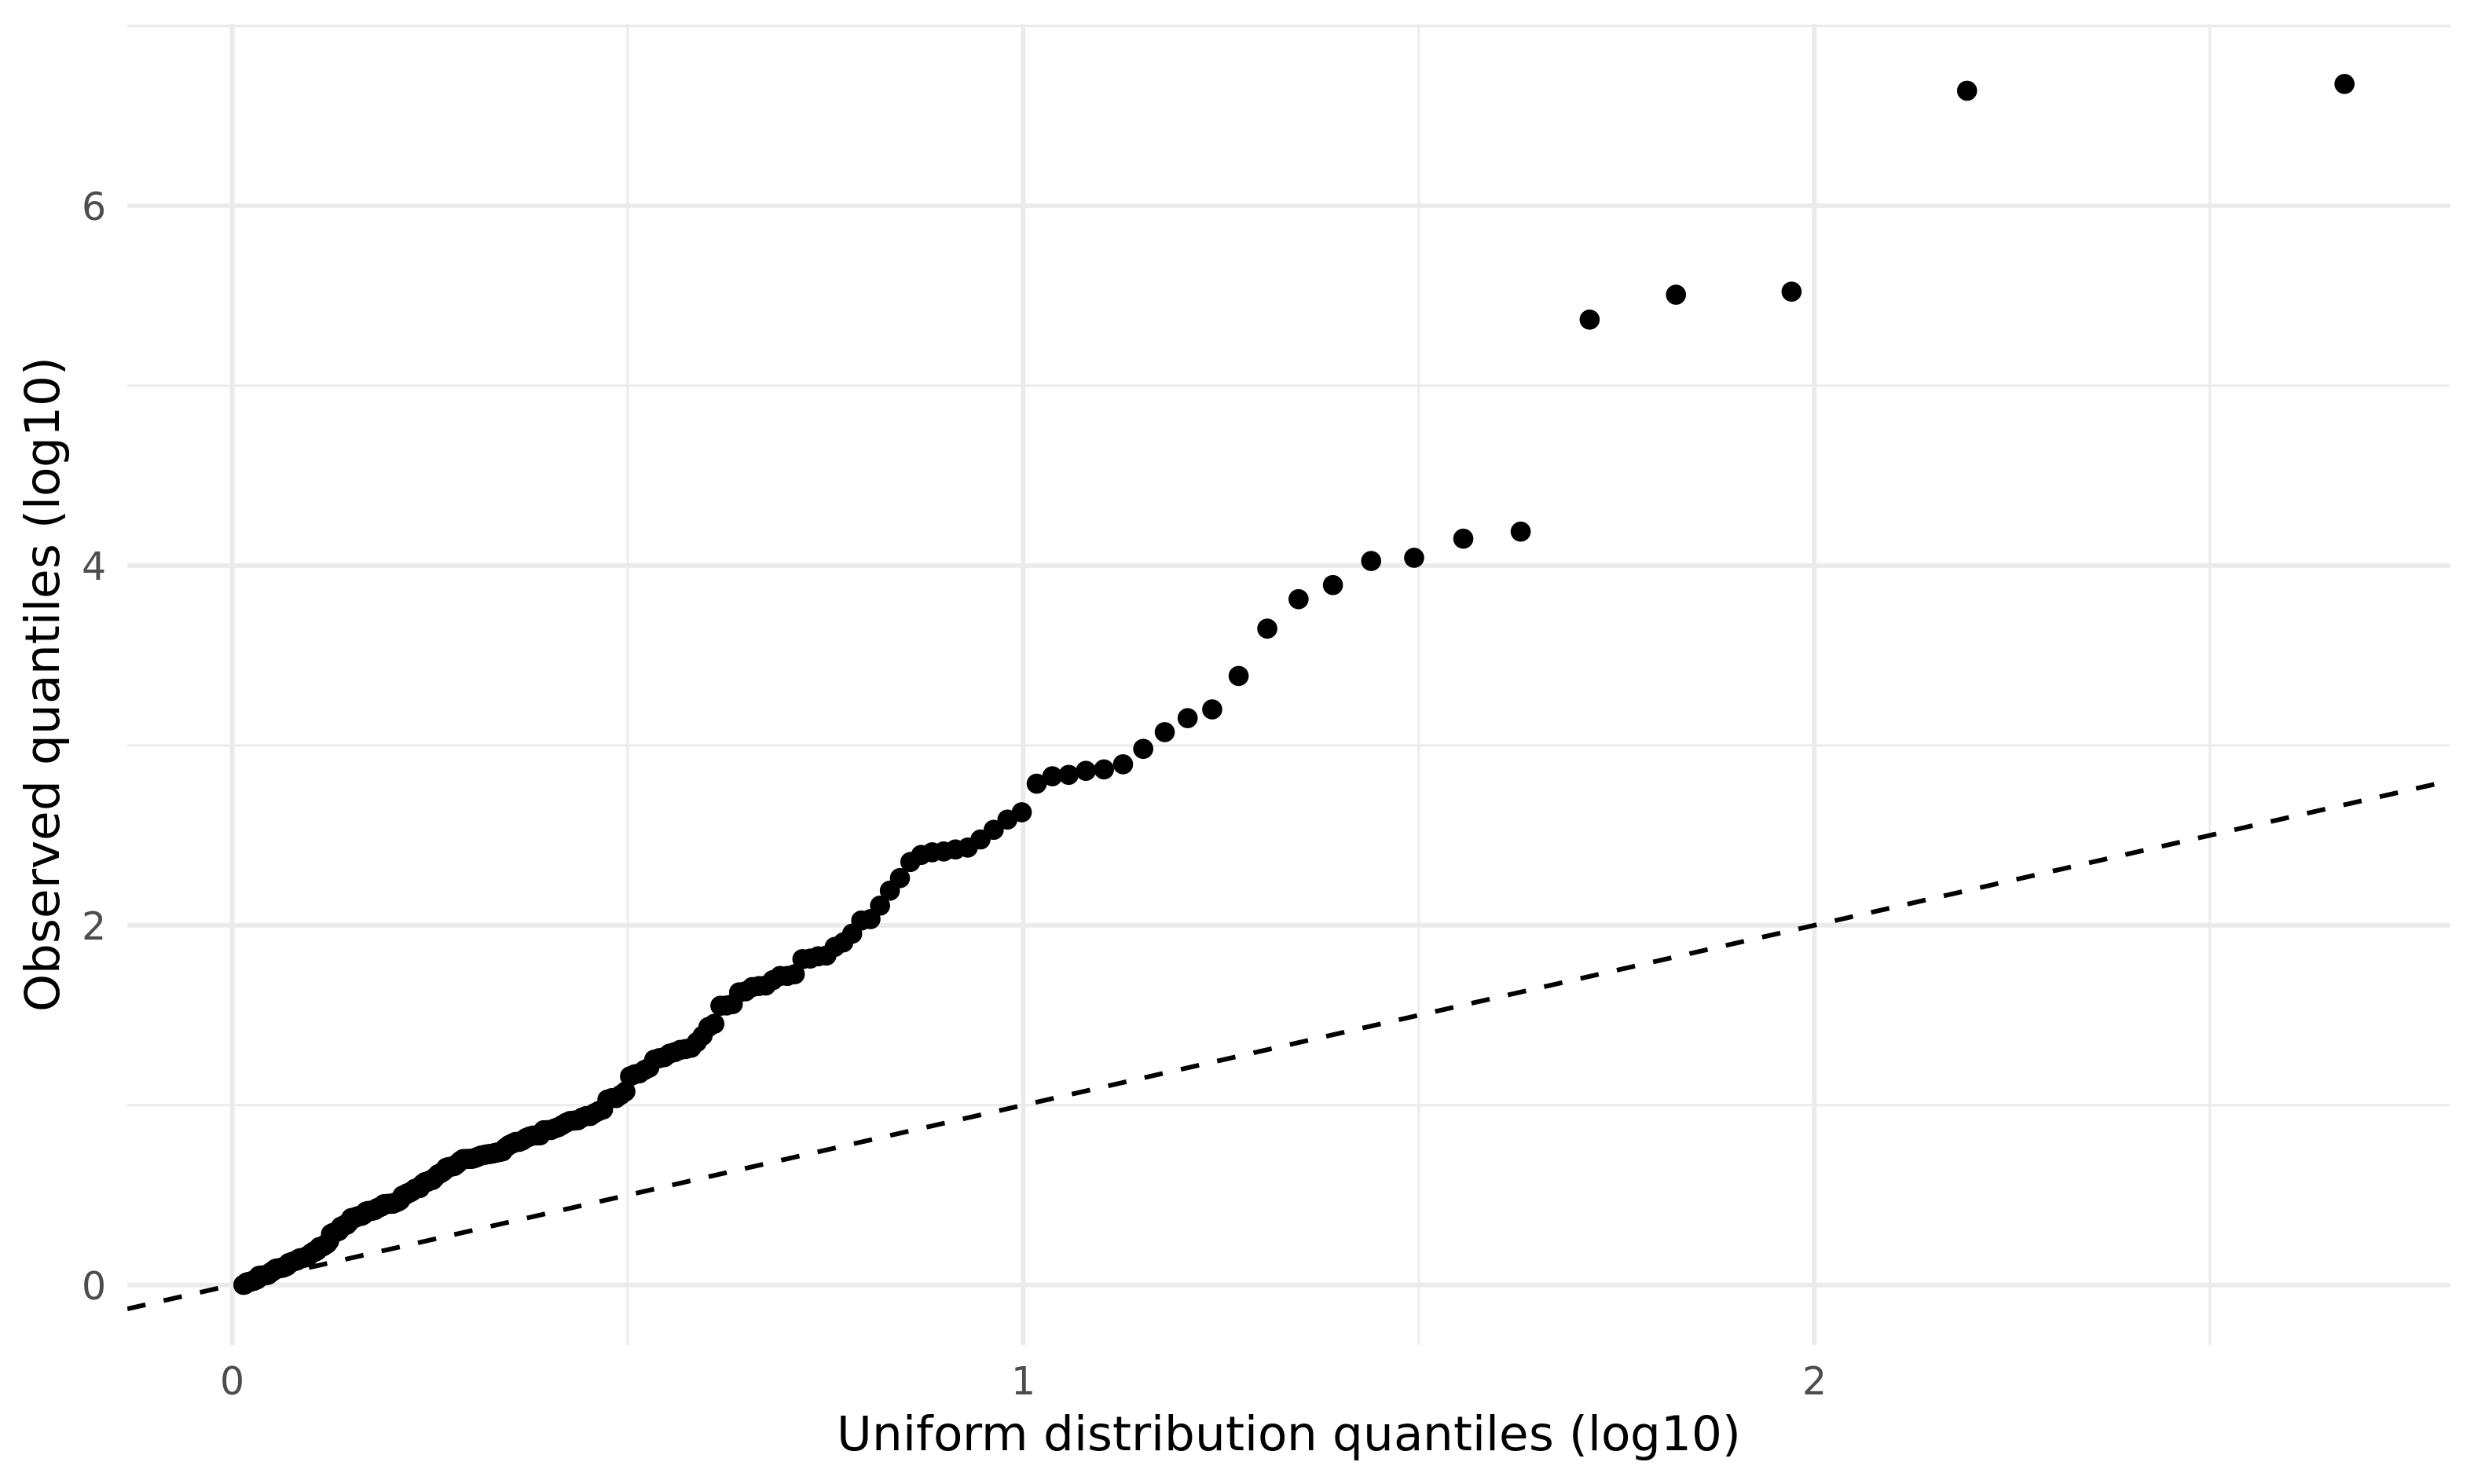 Observed quantiles (log10)
6
4
2
0
0 1 2
Uniform distribution quantiles (log10)